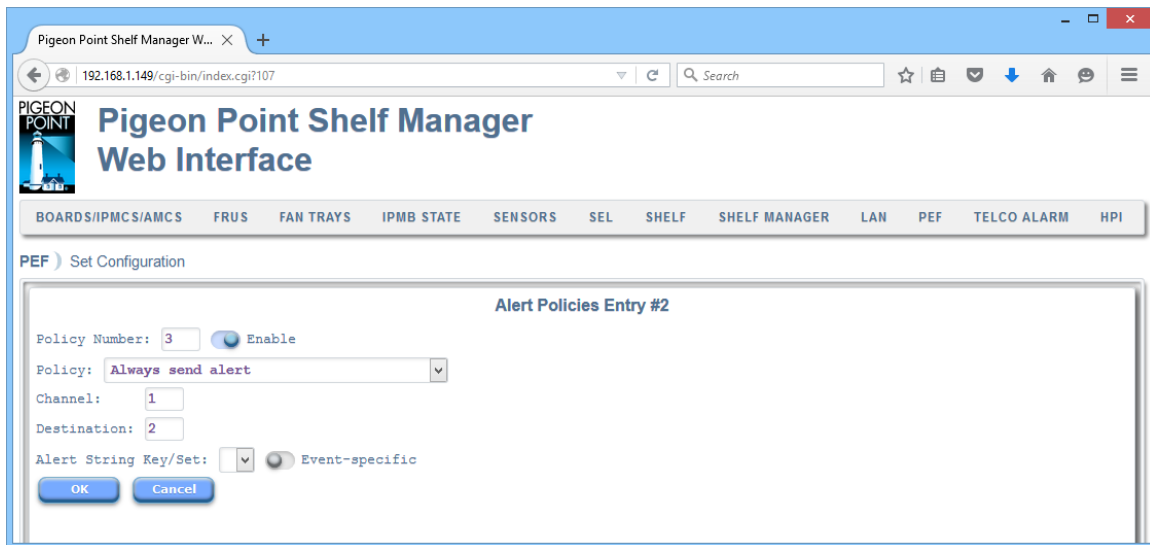 Pigeon Point Shelf Manager W...
192.168.1.149/cgi-bin/index.cgi?107
Search
PIGEON
POINT
Pigeon Point Shelf Manager
Web Interface
BOARDS/IPMCS/AMCS FRUS FAN TRAYS IPMB STATE SENSORS SEL SHELF SHELF MANAGER LAN PEF TELCO ALARM HPI
PEF ) Set Configuration
Alert Policies Entry #2
Policy Number: 3 Enable
Policy: Always send alert
Channel: 1
Destination: 2
Alert String Key/Set: Event-specific
OK Cancel